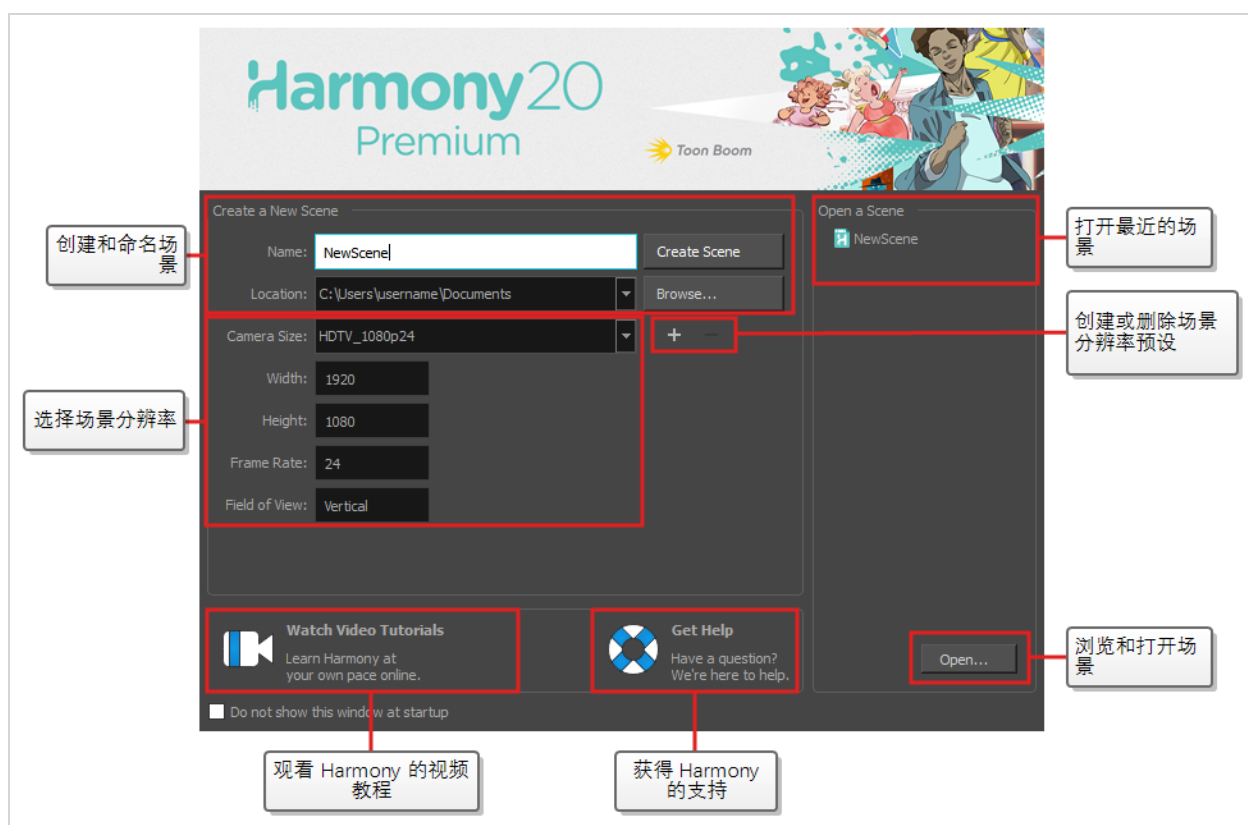 Harmony 20
Premium
Toon Boom
Create a New Scene
Name:
NewScene
Create Scene
Location:
C:\Users\username\Documents
Browse...
Camera Size:
HDTV_1080p24
+ −
Width:
1920
Height:
1080
Frame Rate:
24
Field of View:
Vertical
Open a Scene
NewScene
Open...
Watch Video Tutorials
Learn Harmony at
your own pace online.
Get Help
Have a question?
We're here to help.
Do not show this window at startup
创建和命名场
景
选择场景分辨率
打开最近的场
景
创建或删除场景
分辨率预设
浏览和打开场
景
观看 Harmony 的视频
教程
获得 Harmony
的支持